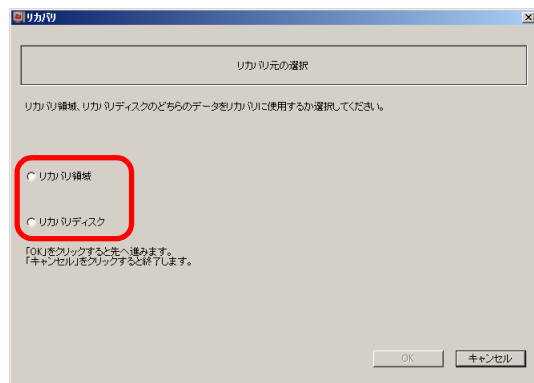 リカバリ
リカバリ元の選択
リカバリ領域、リカバリディスクのどちらのデータをリカバリに使用するか選択してください。
リカバリ領域
リカバリディスク
「OK」をクリックすると先へ進みます。
「キャンセル」をクリックすると終了します。
OK
キャンセル